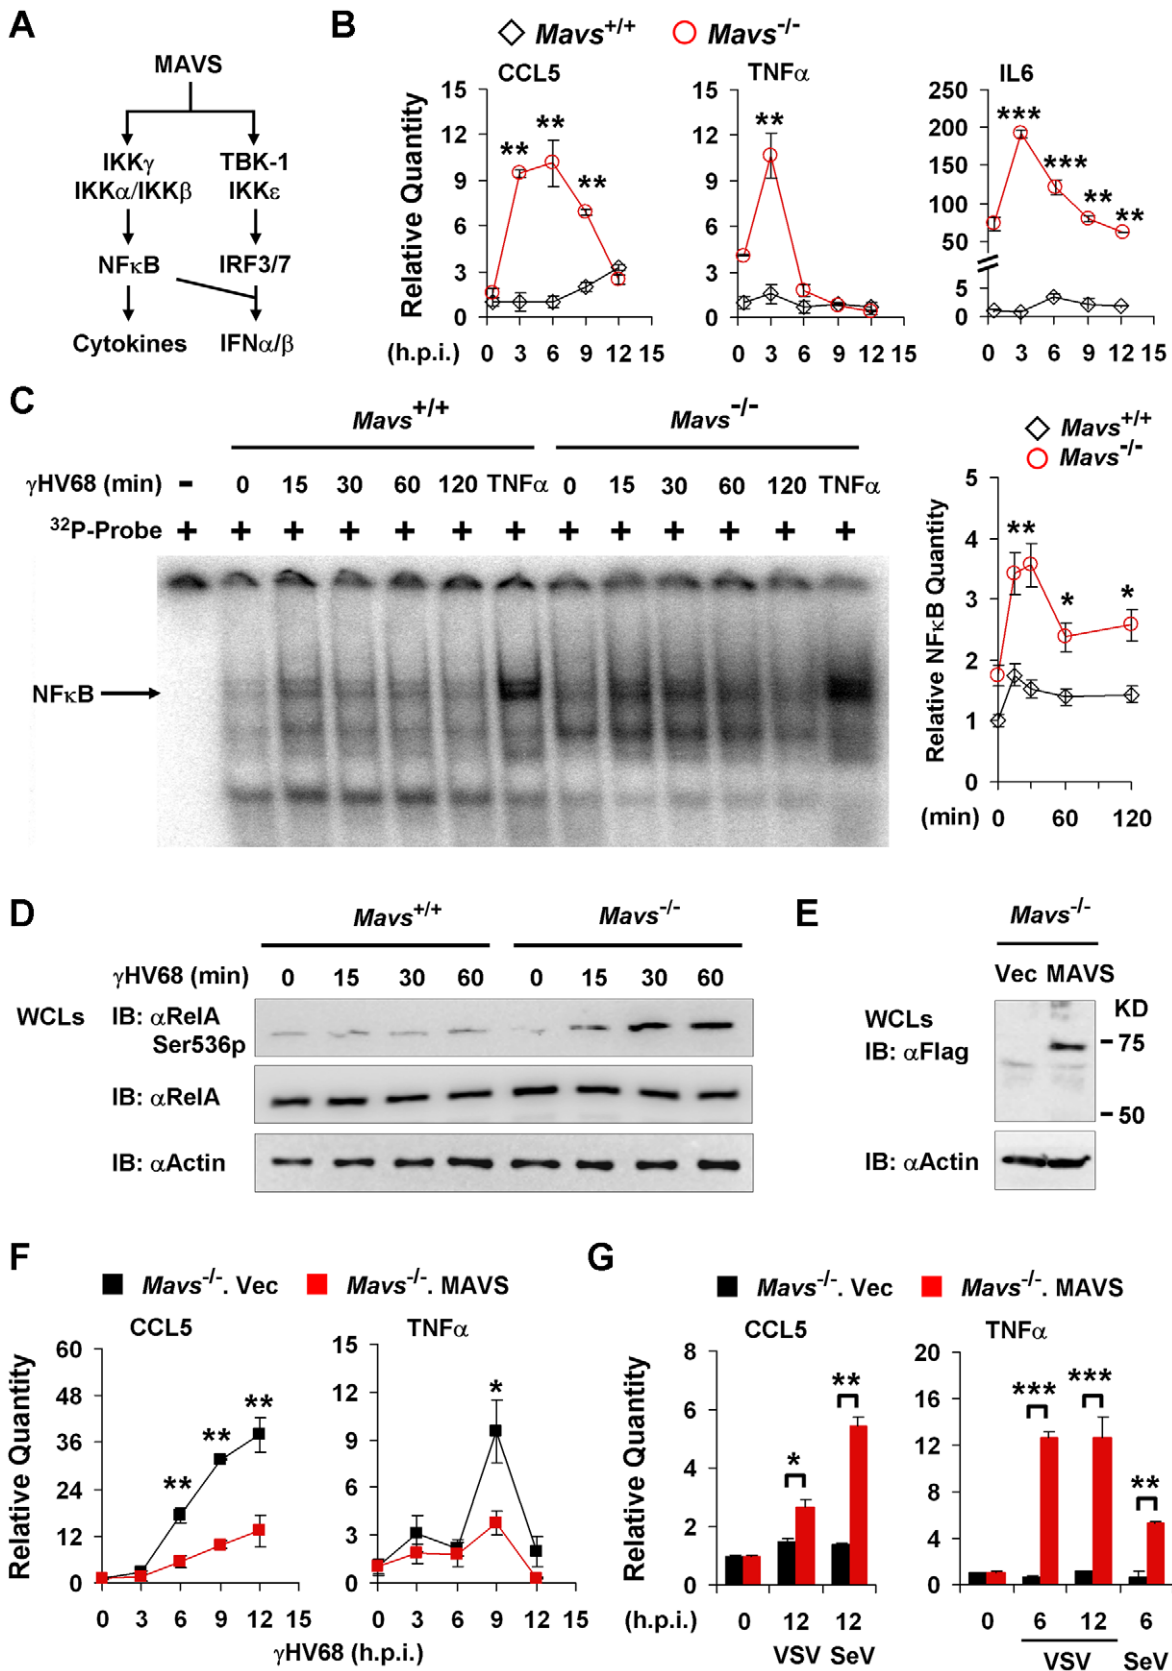 A
MAVS
IKKγ TBK-1
IKKα/IKKβ IKKε
NFκB IRF3/7
Cytokines IFNα/β
B
Mavs+/+ Mavs-/-
CCL5 TNFα IL6
Relative Quantity
15 15 250
12 12 200
9 9 150
6 6 100
3 3 50
5
0 0 0
** ** **
**
*** *** ** **
(h.p.i.) 0 3 6 9 12 15 0 3 6 9 12 15 0 3 6 9 12 15
C
Mavs+/+ Mavs-/-
γHV68 (min) - 0 15 30 60 120 TNFα 0 15 30 60 120 TNFα
32P-Probe + + + + + + + + + + + + +
NFκB
Mavs+/+
Mavs-/-
Relative NFκB Quantity
5
4
3
2
1
0
** * *
(min) 0 60 120
D
Mavs+/+ Mavs-/-
γHV68 (min) 0 15 30 60 0 15 30 60
WCLs IB: αRelA
Ser536p
IB: αRelA
IB: αActin
E
Mavs-/-
Vec MAVS
KD
WCLs
IB: αFlag
75
50
IB: αActin
F
Mavs-/-. Vec Mavs-/-. MAVS
CCL5 TNFα
Relative Quantity
60 15
48 12
36 9
24 6
12 3
0 0
** ** **
*
0 3 6 9 12 15 0 3 6 9 12 15
γHV68 (h.p.i.)
G
Mavs-/-. Vec Mavs-/-. MAVS
CCL5 TNFα
Relative Quantity
8 20
6 16
4 12
2 8
0 4
0
* **
*** *** **
(h.p.i.) 0 12 12 0 6 12 6
VSV SeV VSV SeV